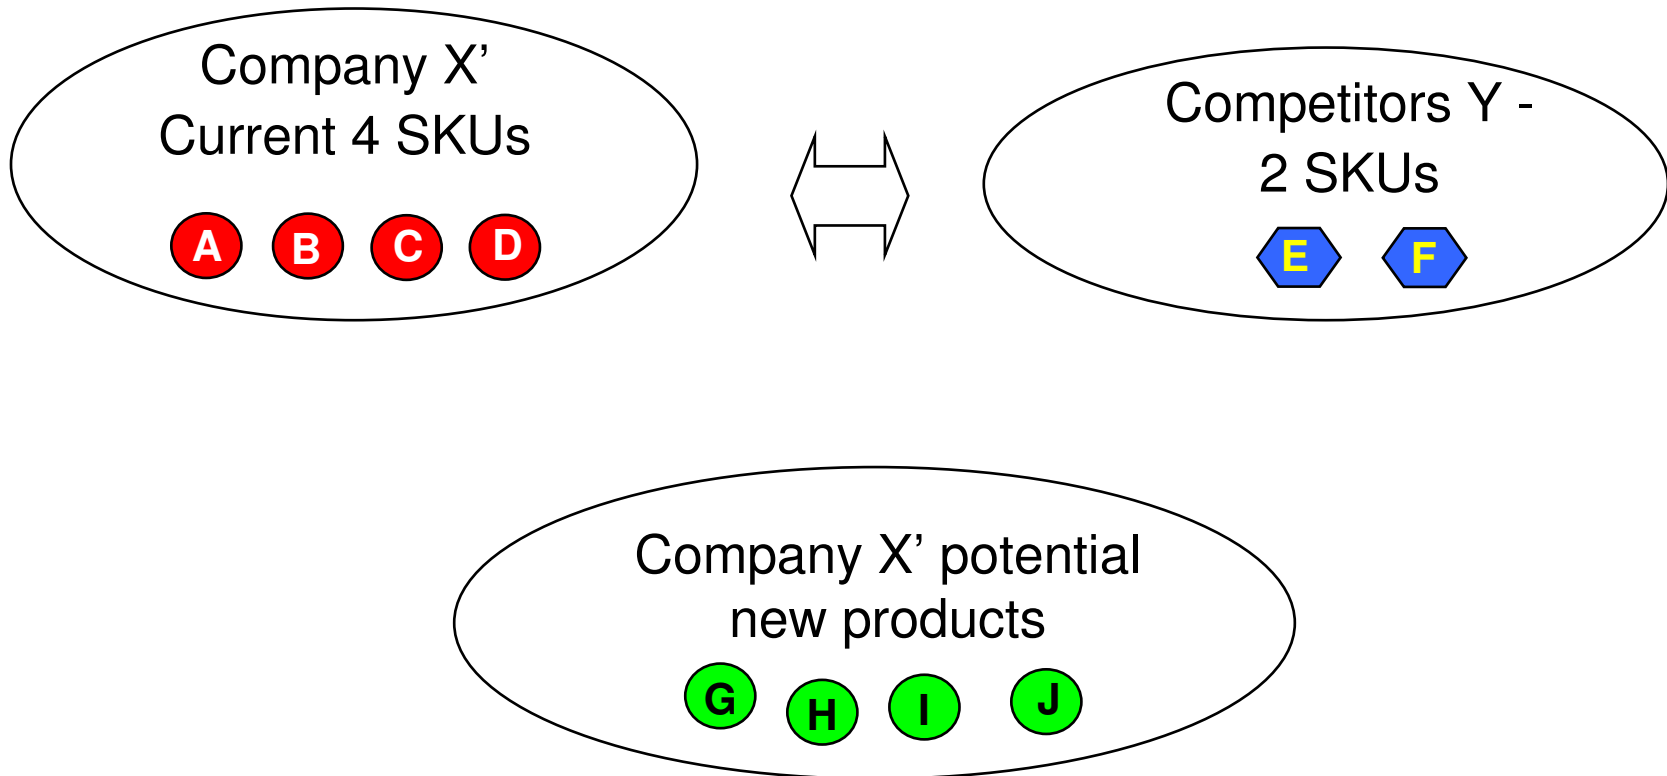 Company X’
Current 4 SKUs
A B C D
Competitors Y -
2 SKUs
E F
Company X’ potential
new products
G H I J